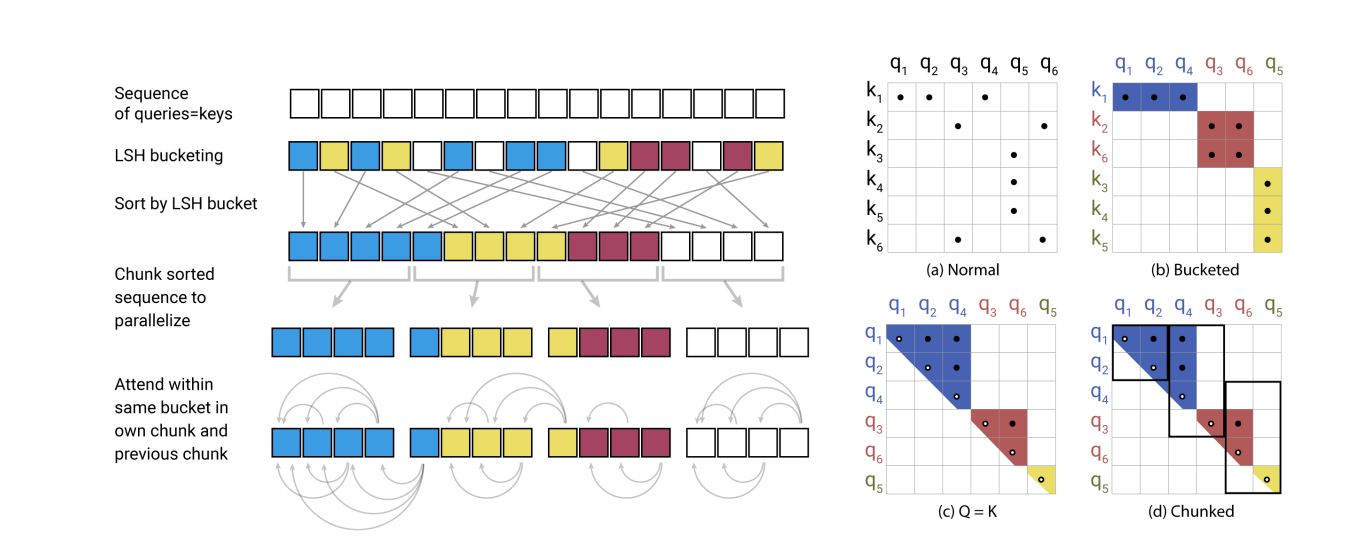 Sequence
of queries=keys
LSH bucketing
Sort by LSH bucket
Chunk sorted
sequence to
parallelize
Attend within
same bucket in
own chunk and
previous chunk
q1 q2 q3 q4 q5 q6
k1
k2
k3
k4
k5
k6
(a) Normal
q1 q2 q4 q3 q6 q5
k1
k2
k6
k3
k4
k5
(b) Bucketed
q1 q2 q4 q3 q6 q5
q1
q2
q4
q3
q6
q5
(c) Q = K
q1 q2 q4 q3 q6 q5
q1
q2
q4
q3
q6
q5
(d) Chunked